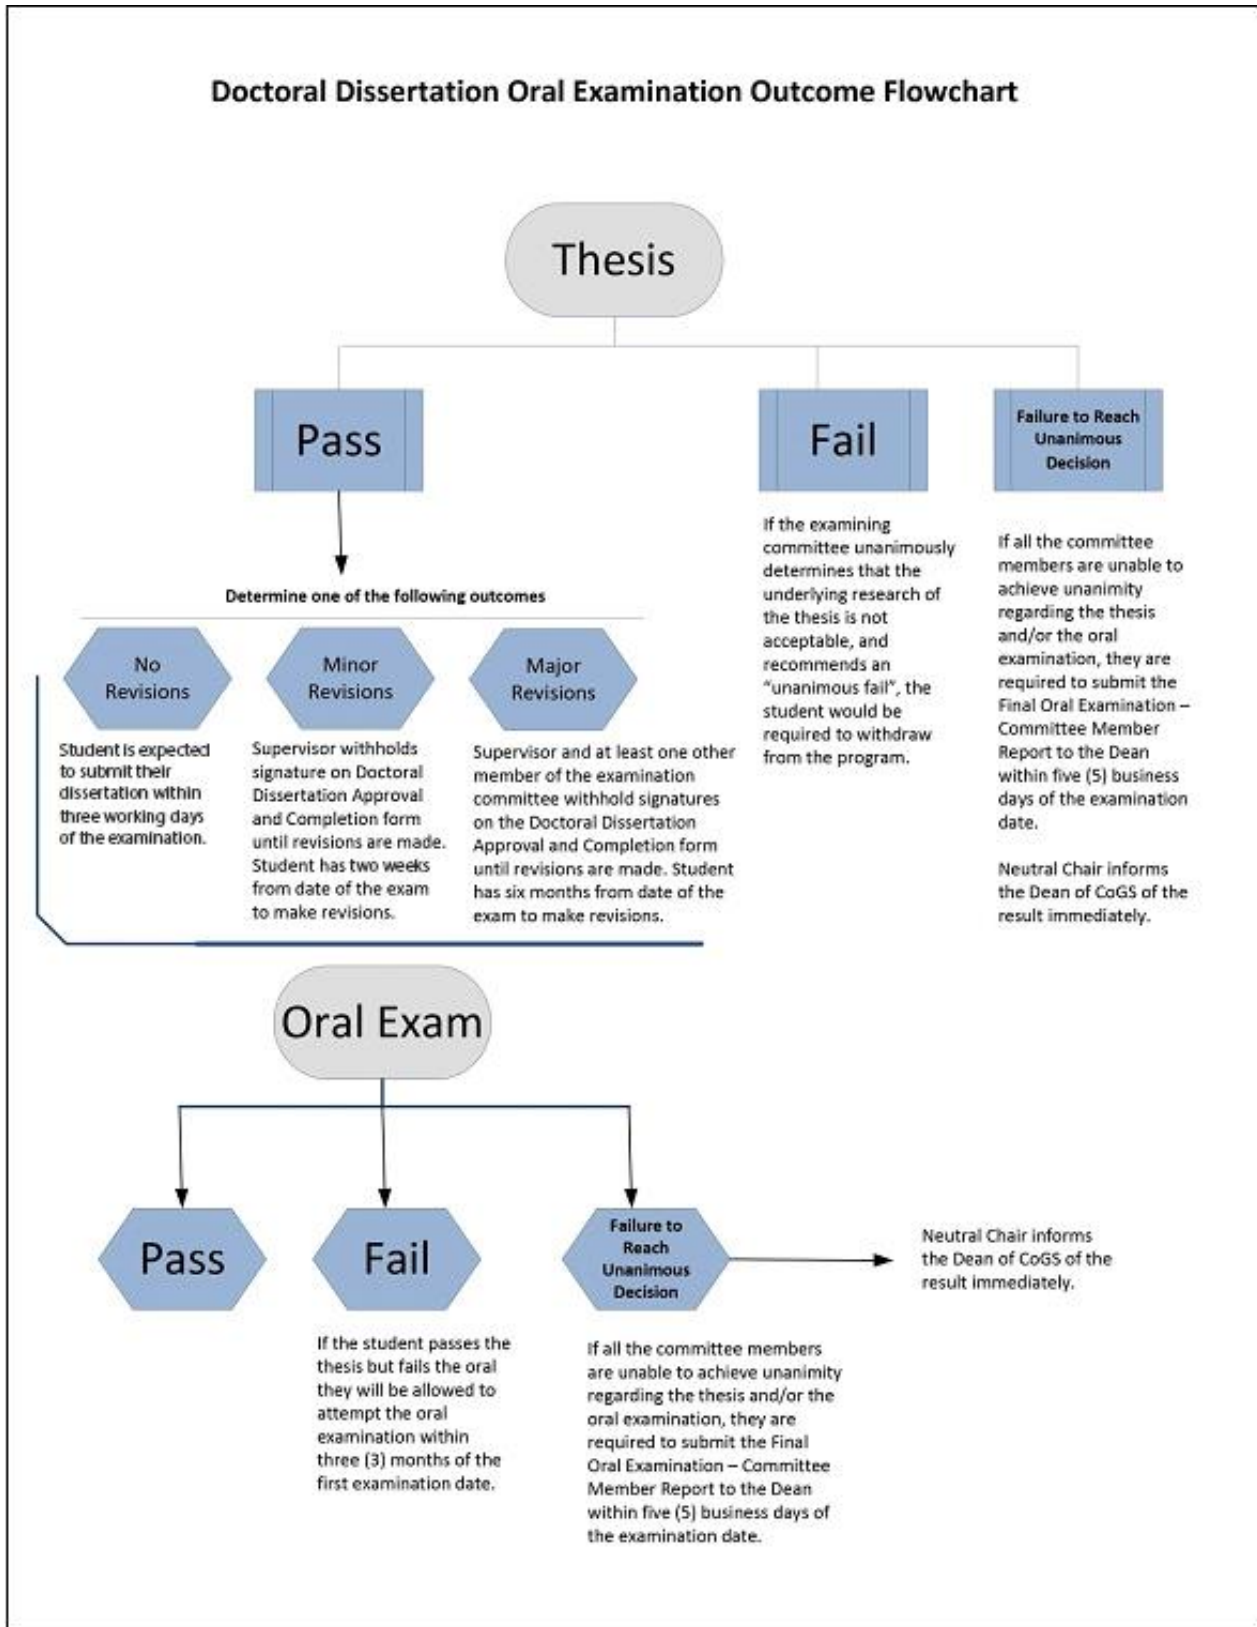 Doctoral Dissertation Oral Examination Outcome Flowchart
Thesis
Pass
Fail
Failure to Reach
Unanimous
Decision
Determine one of the following outcomes
No
Revisions
Student is expected
to submit their
dissertation within
three working days
of the examination.
Minor
Revisions
Supervisor withholds
signature on Doctoral
Dissertation Approval
and Completion form
until revisions are made.
Student has two weeks
from date of the exam
to make revisions.
Major
Revisions
Supervisor and at least one other
member of the examination
committee withhold signatures
on the Doctoral Dissertation
Approval and Completion form
until revisions are made. Student
has six months from date of the
exam to make revisions.
If the examining
committee unanimously
determines that the
underlying research of
the thesis is not
acceptable, and
recommends an
“unanimous fail”, the
student would be
required to withdraw
from the program.
If all the committee
members are unable to
achieve unanimity
regarding the thesis
and/or the oral
examination, they are
required to submit the
Final Oral Examination –
Committee Member
Report to the Dean
within five (5) business
days of the examination
date.
Neutral Chair informs
the Dean of CoGS of the
result immediately.
Oral Exam
Pass
Fail
If the student passes the
thesis but fails the oral
they will be allowed to
attempt the oral
examination within
three (3) months of the
first examination date.
Failure to
Reach
Unanimous
Decision
If all the committee members
are unable to achieve unanimity
regarding the thesis and/or the
oral examination, they are
required to submit the Final
Oral Examination – Committee
Member Report to the Dean
within five (5) business days of
the examination date.
Neutral Chair informs
the Dean of CoGS of the
result immediately.